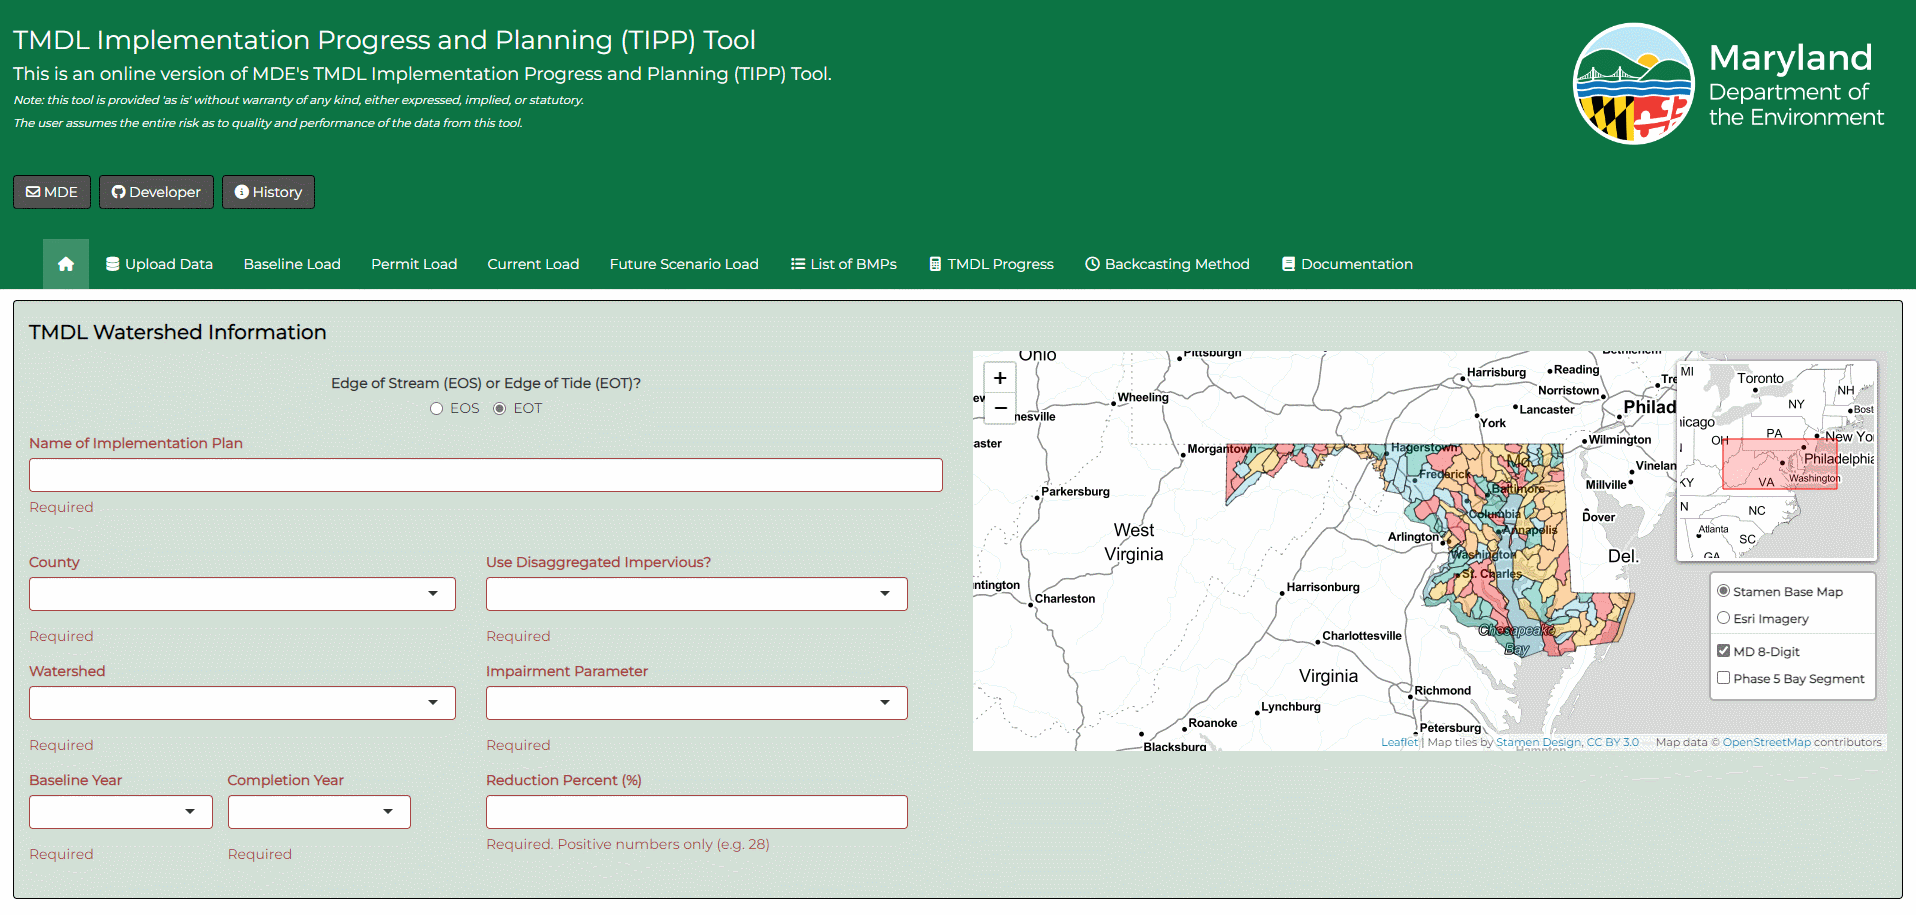 TMDL Implementation Progress and Planning (TIPP) Tool
This is an online version of MDE's TMDL Implementation Progress and Planning (TIPP) Tool.
Note: this tool is provided 'as is' without warranty of any kind, either expressed, implied, or statutory.
The user assumes the entire risk as to quality and performance of the data from this tool.
Maryland
Department of
the Environment
MDE
Developer
History
Upload Data
Baseline Load
Permit Load
Current Load
Future Scenario Load
List of BMPs
TMDL Progress
Backcasting Method
Documentation
TMDL Watershed Information
Edge of Stream (EOS) or Edge of Tide (EOT)?
EOS
EOT
Name of Implementation Plan
Required
County
Use Disaggregated Impervious?
Required
Required
Watershed
Impairment Parameter
Required
Required
Baseline Year
Completion Year
Reduction Percent (%)
Required
Required
Required. Positive numbers only (e.g. 28)
+
−
Ohio
Pittsburgh
Harrisburg
Reading
Norristown
Wheeling
Lancaster
Philad
nesville
York
aster
Wilmington
Morgantown
Hagerstown
Md.
Vinelan
Frederick
Millville
Parkersburg
Baltimore
Columbia
Dover
West
Virginia
Annapolis
Arlington
Washington
Del.
St. Charles
ntington
Harrisonburg
Charleston
Chesapeake
Bay
Charlottesville
Virginia
Richmond
Lynchburg
Roanoke
Petersburg
Blacksburg
MI
Toronto
NH
NY
Bost
icago
PA
New Yo
OH
Philadelphia
KY
VA
Washington
N
NC
Atlanta
SC
GA
Stamen Base Map
Esri Imagery
MD 8-Digit
Phase 5 Bay Segment
Leaflet | Map tiles by Stamen Design, CC BY 3.0 — Map data © OpenStreetMap contributors